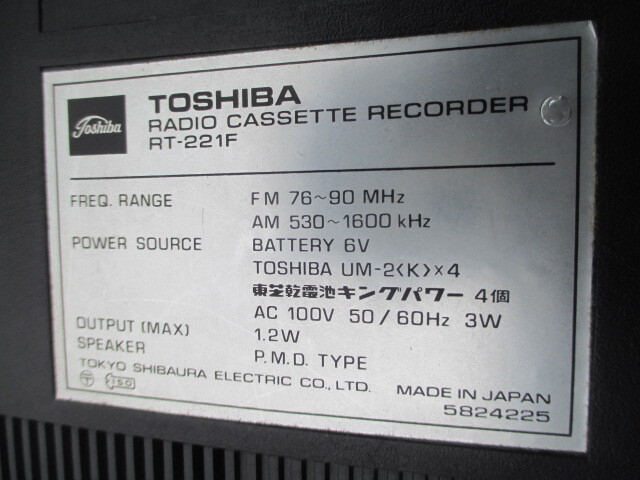 Toshiba
TOSHIBA
RADIO CASSETTE RECORDER
RT-221F
FREQ. RANGE FM 76~90 MHz
AM 530~1600 kHz
POWER SOURCE BATTERY 6V
TOSHIBA UM-2(K)×4
東芝乾電池キングパワー 4個
AC 100V 50/60Hz 3W
OUTPUT (MAX) 1.2W
SPEAKER P.M.D. TYPE
TOKYO SHIBAURA ELECTRIC CO., LTD.
MADE IN JAPAN
5824225